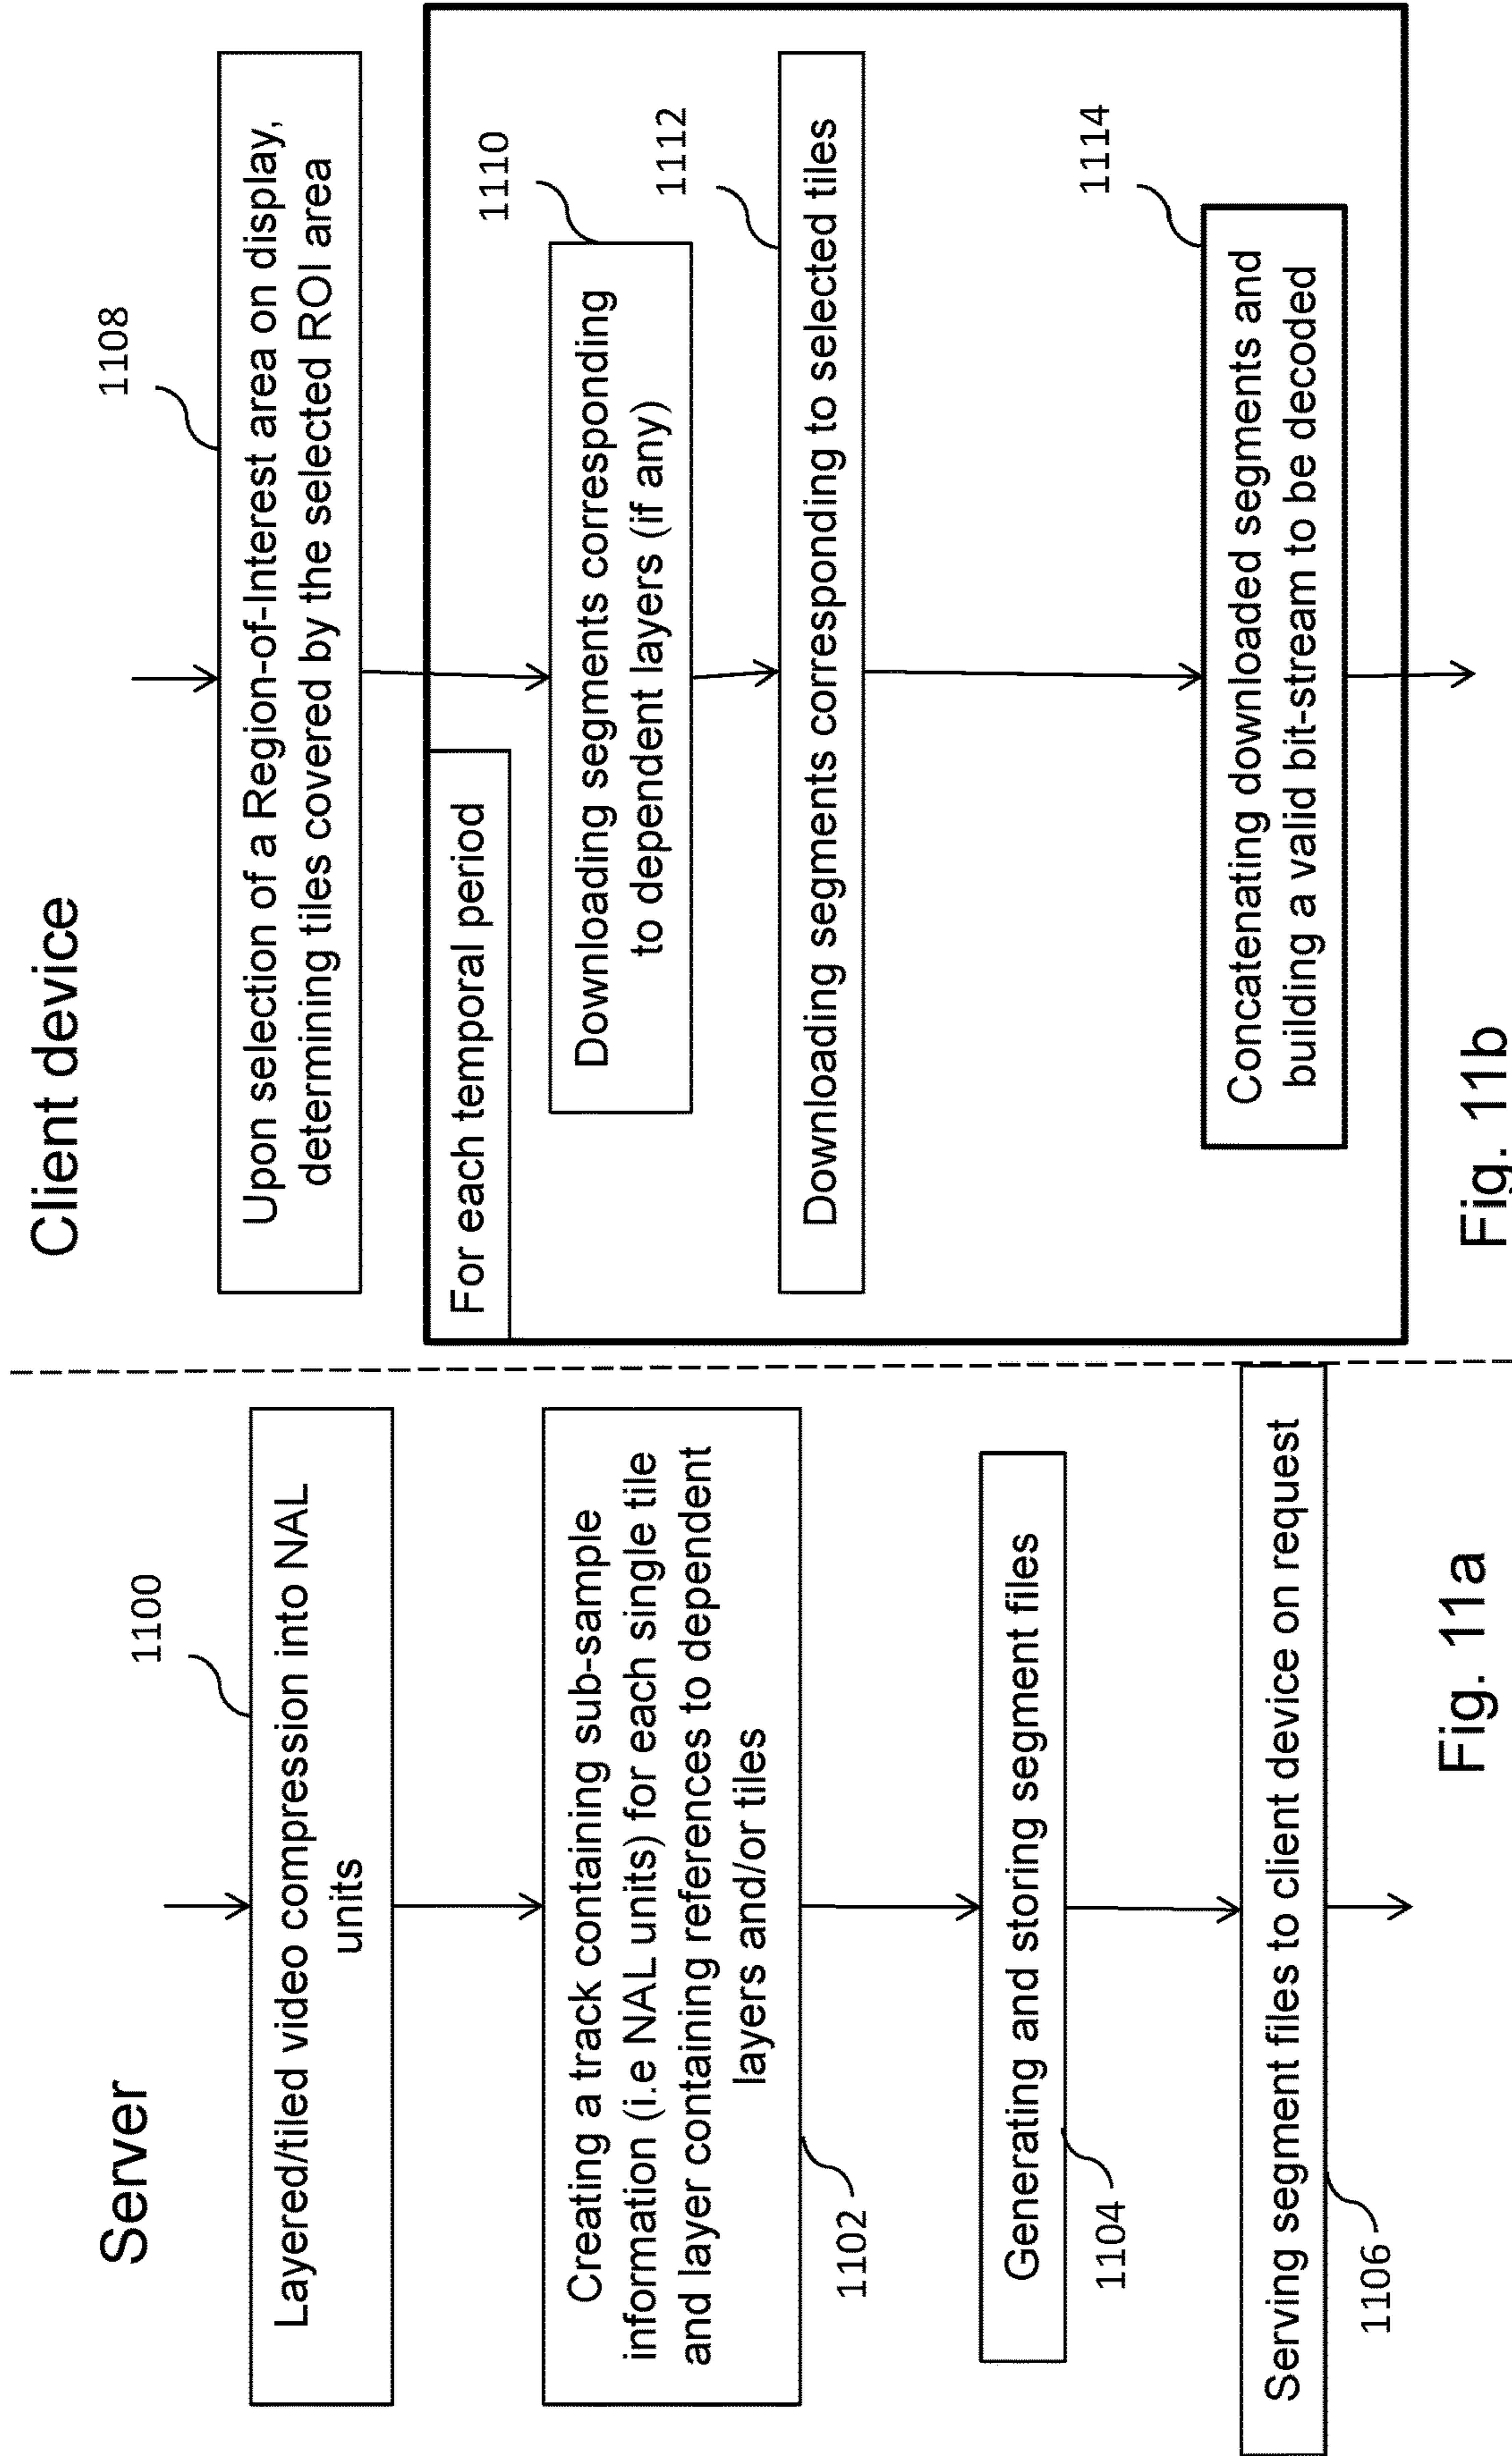 Server
1100
Layered/tiled video compression into NAL
units
Creating a track containing sub-sample
information (i.e NAL units) for each single tile
and layer containing references to dependent
layers and/or tiles
1102
Generating and storing segment files
1104
Serving segment files to client device on request
1106
Fig. 11a
Client device
1108
Upon selection of a Region-of-Interest area on display,
determining tiles covered by the selected ROI area
For each temporal period
1110
Downloading segments corresponding
to dependent layers (if any)
1112
Downloading segments corresponding to selected tiles
1114
Concatenating downloaded segments and
building a valid bit-stream to be decoded
Fig. 11b